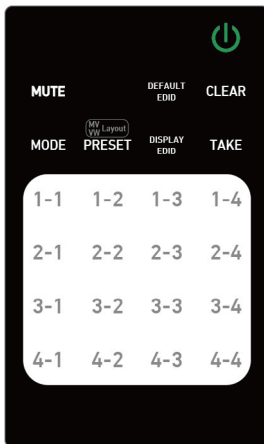 MUTE
DEFAULT
EDID
CLEAR
MV
VW Layout
MODE
PRESET
DISPLAY
EDID
TAKE
1-1 1-2 1-3 1-4
2-1 2-2 2-3 2-4
3-1 3-2 3-3 3-4
4-1 4-2 4-3 4-4